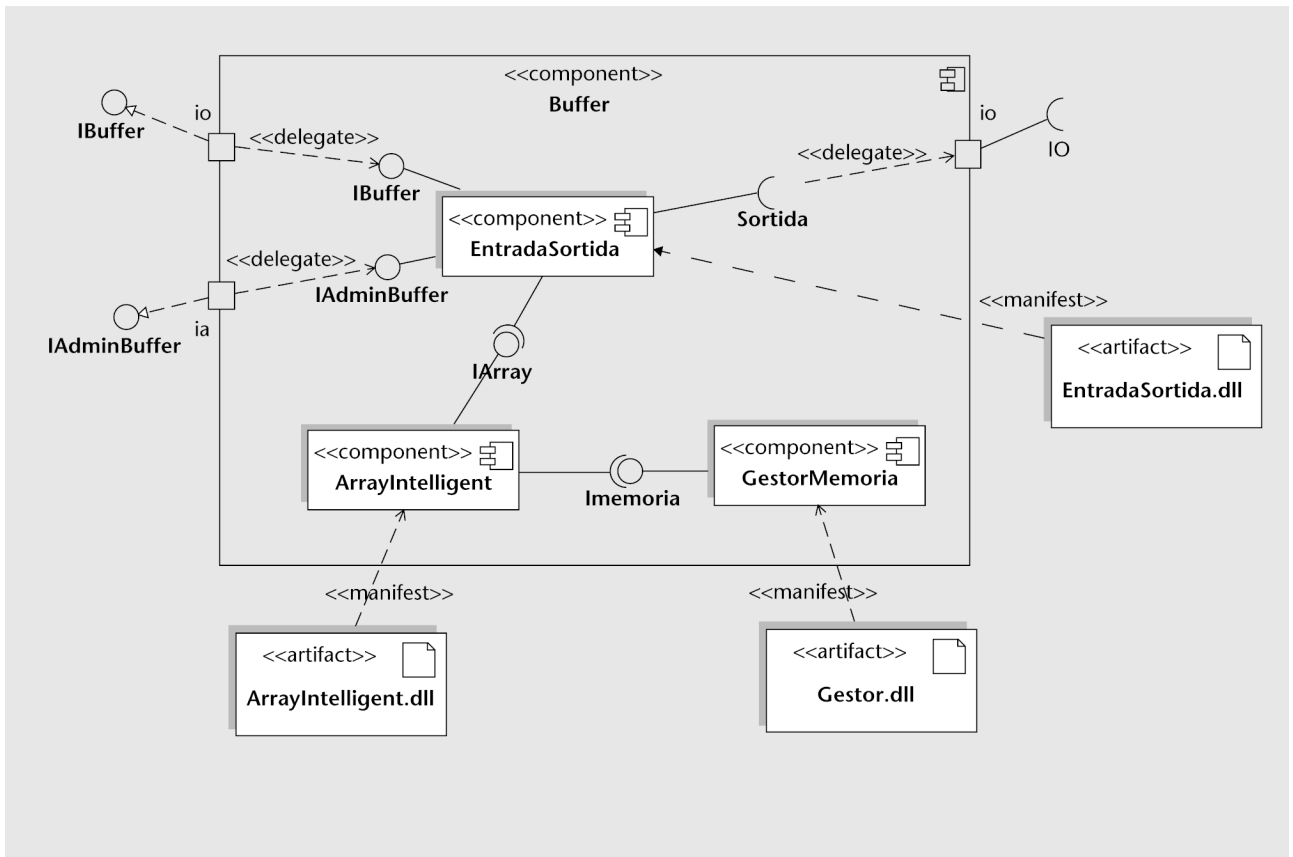 <<component>>
Buffer
io
IBuffer
<<delegate>>
IBuffer
io
IO
<<delegate>>
Sortida
<<component>>
EntradaSortida
<<delegate>>
IAdminBuffer
ia
IAdminBuffer
<<manifest>>
<<artifact>>
EntradaSortida.dll
IArray
<<component>>
ArrayIntelligent
Imemoria
<<component>>
GestorMemoria
<<manifest>>
<<manifest>>
<<artifact>>
ArrayIntelligent.dll
<<artifact>>
Gestor.dll